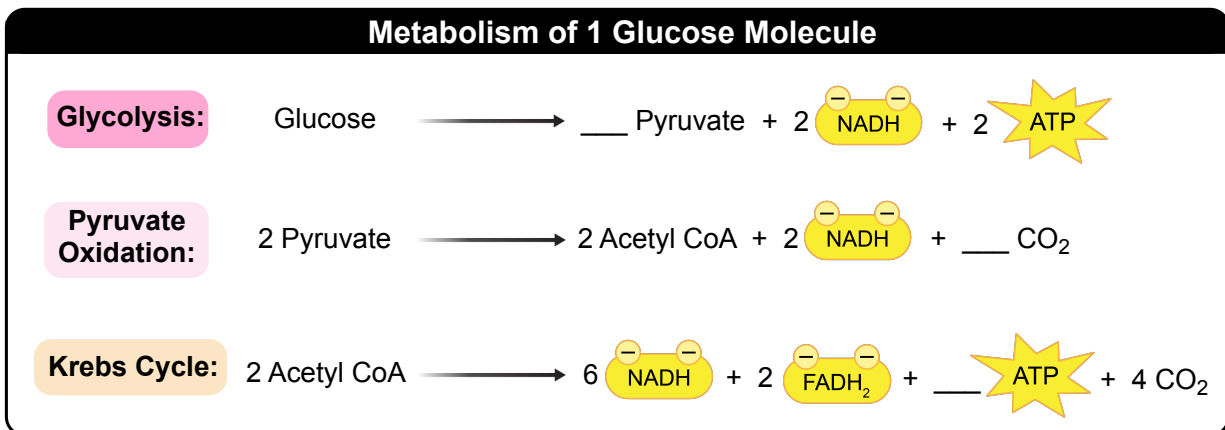 Metabolism of 1 Glucose Molecule
Glycolysis: Glucose ___ Pyruvate + 2 NADH + 2 ATP
Pyruvate
Oxidation: 2 Pyruvate 2 Acetyl CoA + 2 NADH + ___ CO₂
Krebs Cycle: 2 Acetyl CoA 6 NADH + 2 FADH₂ + ___ ATP + 4 CO₂